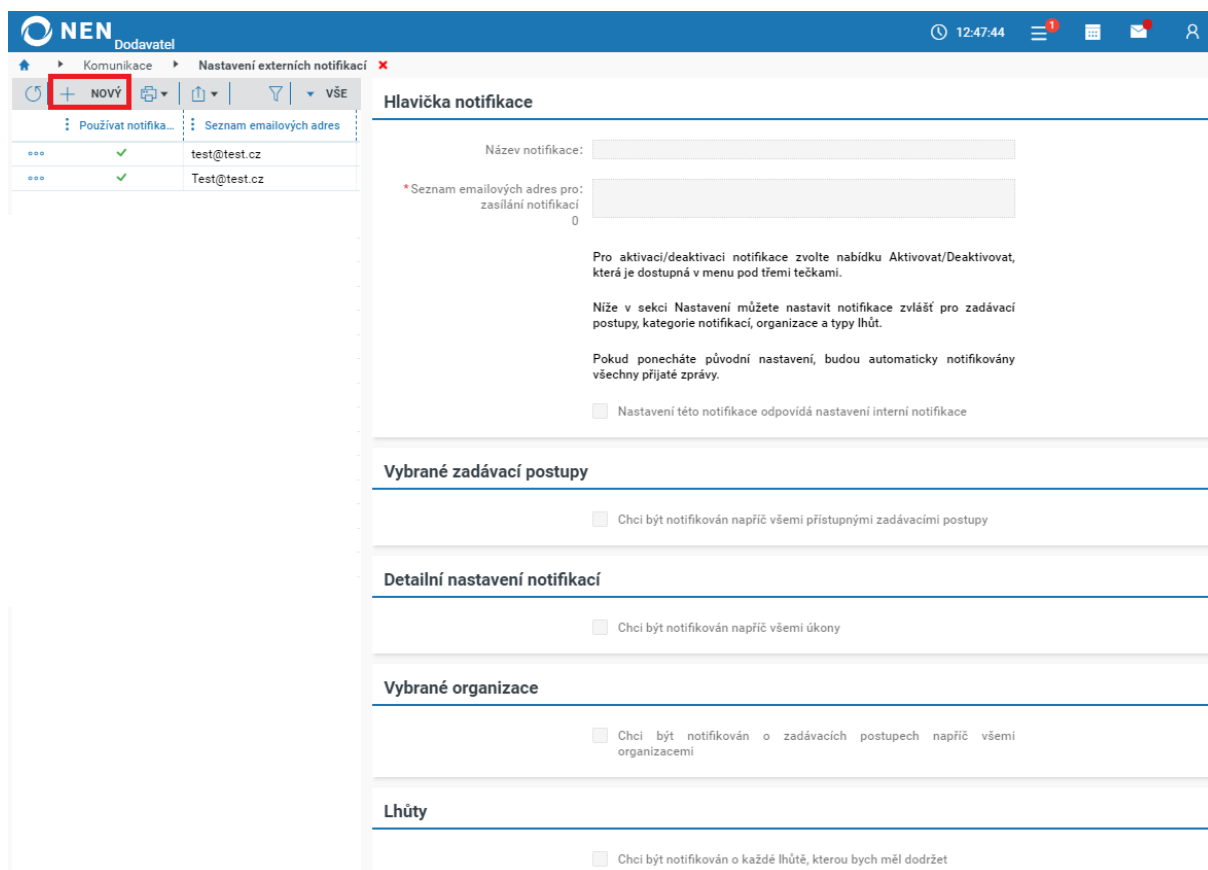 NEN
Dodavatel
12:47:44
1
Komunikace
Nastavení externích notifikací
NOVÝ
VŠE
Používat notifika...
Seznam emailových adres
test@test.cz
Test@test.cz
Hlavička notifikace
Název notifikace:
*Seznam emailových adres pro:
zasílání notifikací
0
Pro aktivaci/deaktivaci notifikace zvolte nabídku Aktivovat/Deaktivovat,
která je dostupná v menu pod třemi tečkami.
Níže v sekci Nastavení můžete nastavit notifikace zvlášť pro zadávací
postupy, kategorie notifikací, organizace a typy lhůt.
Pokud ponecháte původní nastavení, budou automaticky notifikovány
všechny přijaté zprávy.
Nastavení této notifikace odpovídá nastavení interní notifikace
Vybrané zadávací postupy
Chci být notifikován napříč všemi přístupnými zadávacími postupy
Detailní nastavení notifikací
Chci být notifikován napříč všemi úkony
Vybrané organizace
Chci být notifikován o zadávacích postupech napříč všemi
organizacemi
Lhůty
Chci být notifikován o každé lhůtě, kterou bych měl dodržet